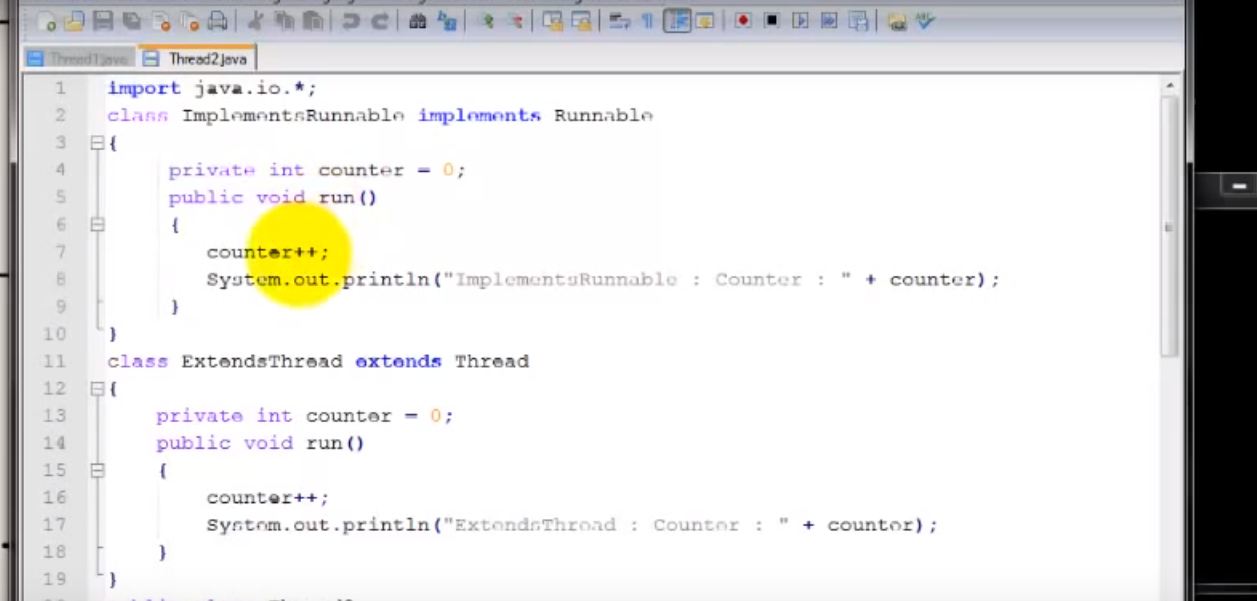 Thread1.java Thread2.java
1 import java.io.*;
2 class ImplementsRunnable implements Runnable
3 {
4 private int counter = 0;
5 public void run()
6 {
7 counter++;
8 System.out.println("ImplementsRunnable : Counter : " + counter);
9 }
10 }
11 class ExtendsThread extends Thread
12 {
13 private int counter = 0;
14 public void run()
15 {
16 counter++;
17 System.out.println("ExtendsThread : Counter : " + counter);
18 }
19 }